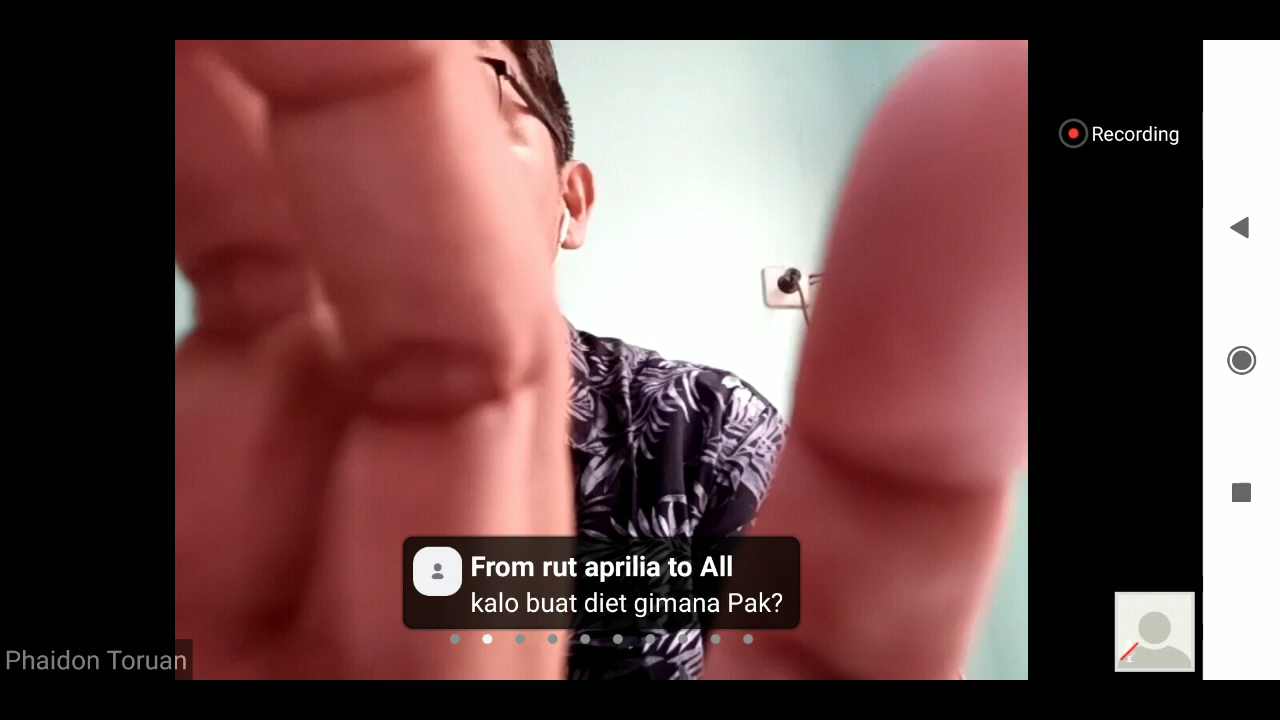 Recording
From rut aprilia to All
kalo buat diet gimana Pak?
Phaidon Toruan